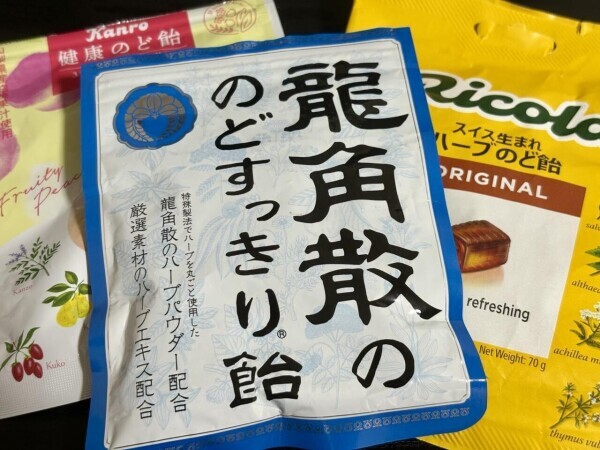 Kanro
健康のど飴
Fruity
Kuko
龍角散の
のどすっきり飴
®
特殊製法でハーブを丸ごと使用した
龍角散のハーブパウダー配合
厳選素材のハーブエキス配合
Ricola
スイス生まれ
ハーブのど飴
ORIGINAL
refreshing
Net Weight: 70 g